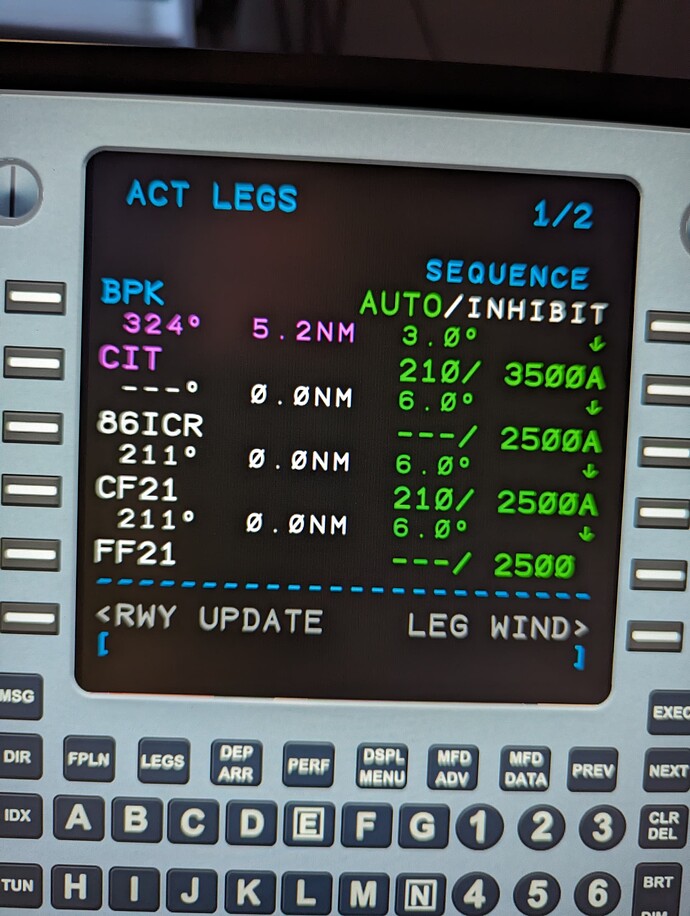 ACT LEGS 1/2
SEQUENCE
BPK AUTO/INHIBIT
324° 5.2NM 3.0° ↓
CIT 210/ 3500A
---° 0.0NM 6.0° ↓
86ICR ---/ 2500A
211° 0.0NM 6.0° ↓
CF21 210/ 2500A
211° 0.0NM 6.0° ↓
FF21 ---/ 2500
--------------------------------
<RWY UPDATE LEG WIND>
[ ]
MSG EXEC
DIR FPLN LEGS DEP ARR PERF DSPL MENU MFD ADV MFD DATA PREV NEXT
IDX A B C D E F G 1 2 3 CLR DEL
TUN H I J K L M N 4 5 6 BRT DIM